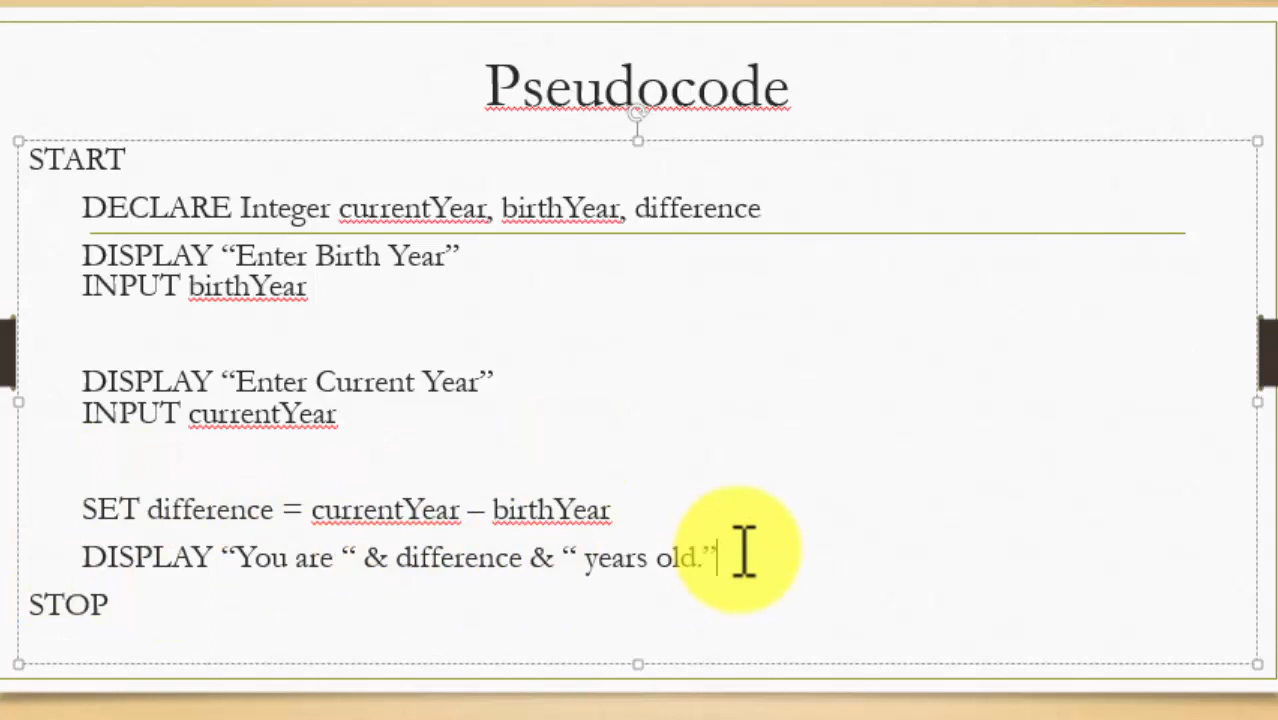 Pseudocode
START
DECLARE Integer currentYear, birthYear, difference
DISPLAY “Enter Birth Year”
INPUT birthYear
DISPLAY “Enter Current Year”
INPUT currentYear
SET difference = currentYear – birthYear
DISPLAY “You are “ & difference & “ years old.”
STOP